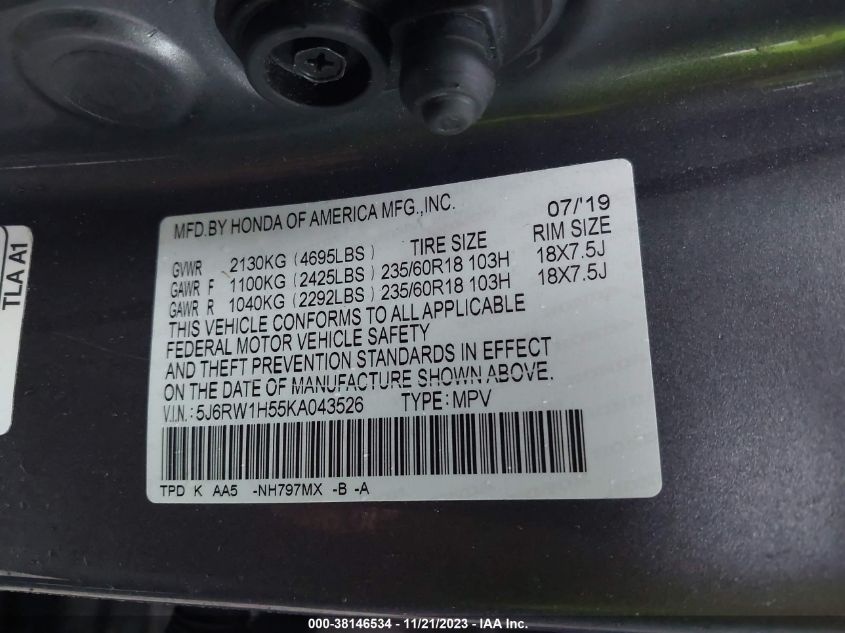 MFD.BY HONDA OF AMERICA MFG.,INC. 07/'19
TIRE SIZE RIM SIZE
GVWR 2130KG (4695LBS)
GAWR F 1100KG (2425LBS) 235/60R18 103H 18X7.5J
GAWR R 1040KG (2292LBS) 235/60R18 103H 18X7.5J
THIS VEHICLE CONFORMS TO ALL APPLICABLE
FEDERAL MOTOR VEHICLE SAFETY
AND THEFT PREVENTION STANDARDS IN EFFECT
ON THE DATE OF MANUFACTURE SHOWN ABOVE.
V.I.N.: 5J6RW1H55KA043526 TYPE: MPV
TPD K AA5 -NH797MX -B -A
TLA A1
000-38146534 — 11/21/2023 — IAA, Inc.